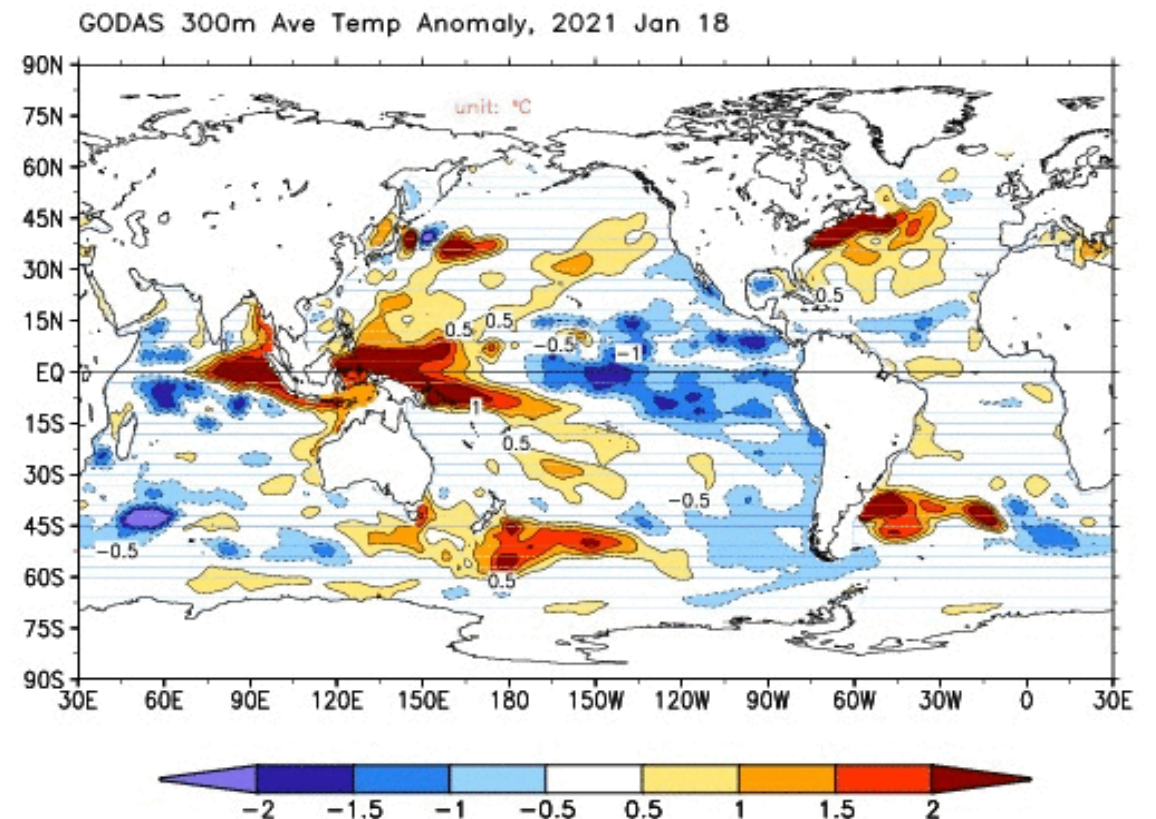 GODAS 300m Ave Temp Anomaly, 2021 Jan 18
90N
unit: °C
75N
60N
45N
30N
0.5
15N
0.5
0.5
-0.5
-1
EQ
1
15S
0.5
30S
-0.5
45S
-0.5
0.5
60S
75S
90S
30E 60E 90E 120E 150E 180 150W 120W 90W 60W 30W 0 30E
-2 -1.5 -1 -0.5 0.5 1 1.5 2